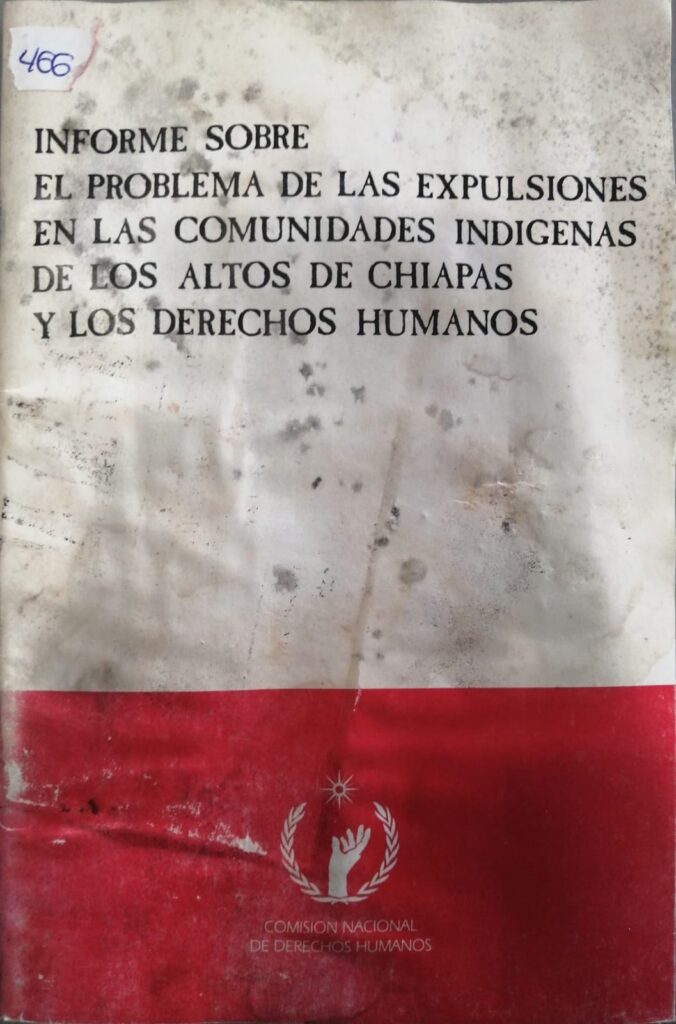 466
INFORME SOBRE
EL PROBLEMA DE LAS EXPULSIONES
EN LAS COMUNIDADES INDIGENAS
DE LOS ALTOS DE CHIAPAS
Y LOS DERECHOS HUMANOS
COMISION NACIONAL
DE DERECHOS HUMANOS